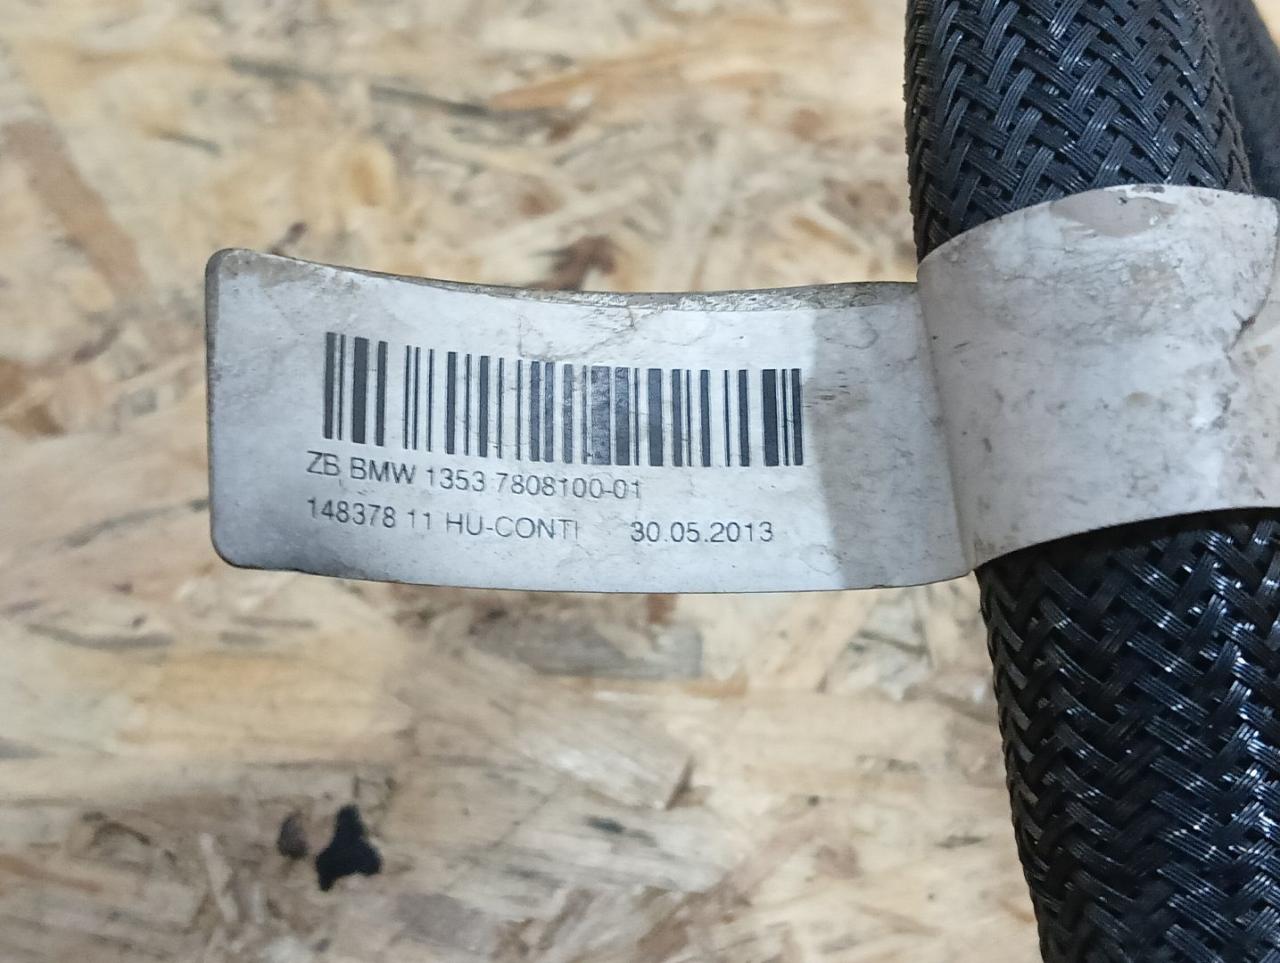 ZB BMW 1353 7808100-01
148378 11 HU-CONTI 30.05.2013